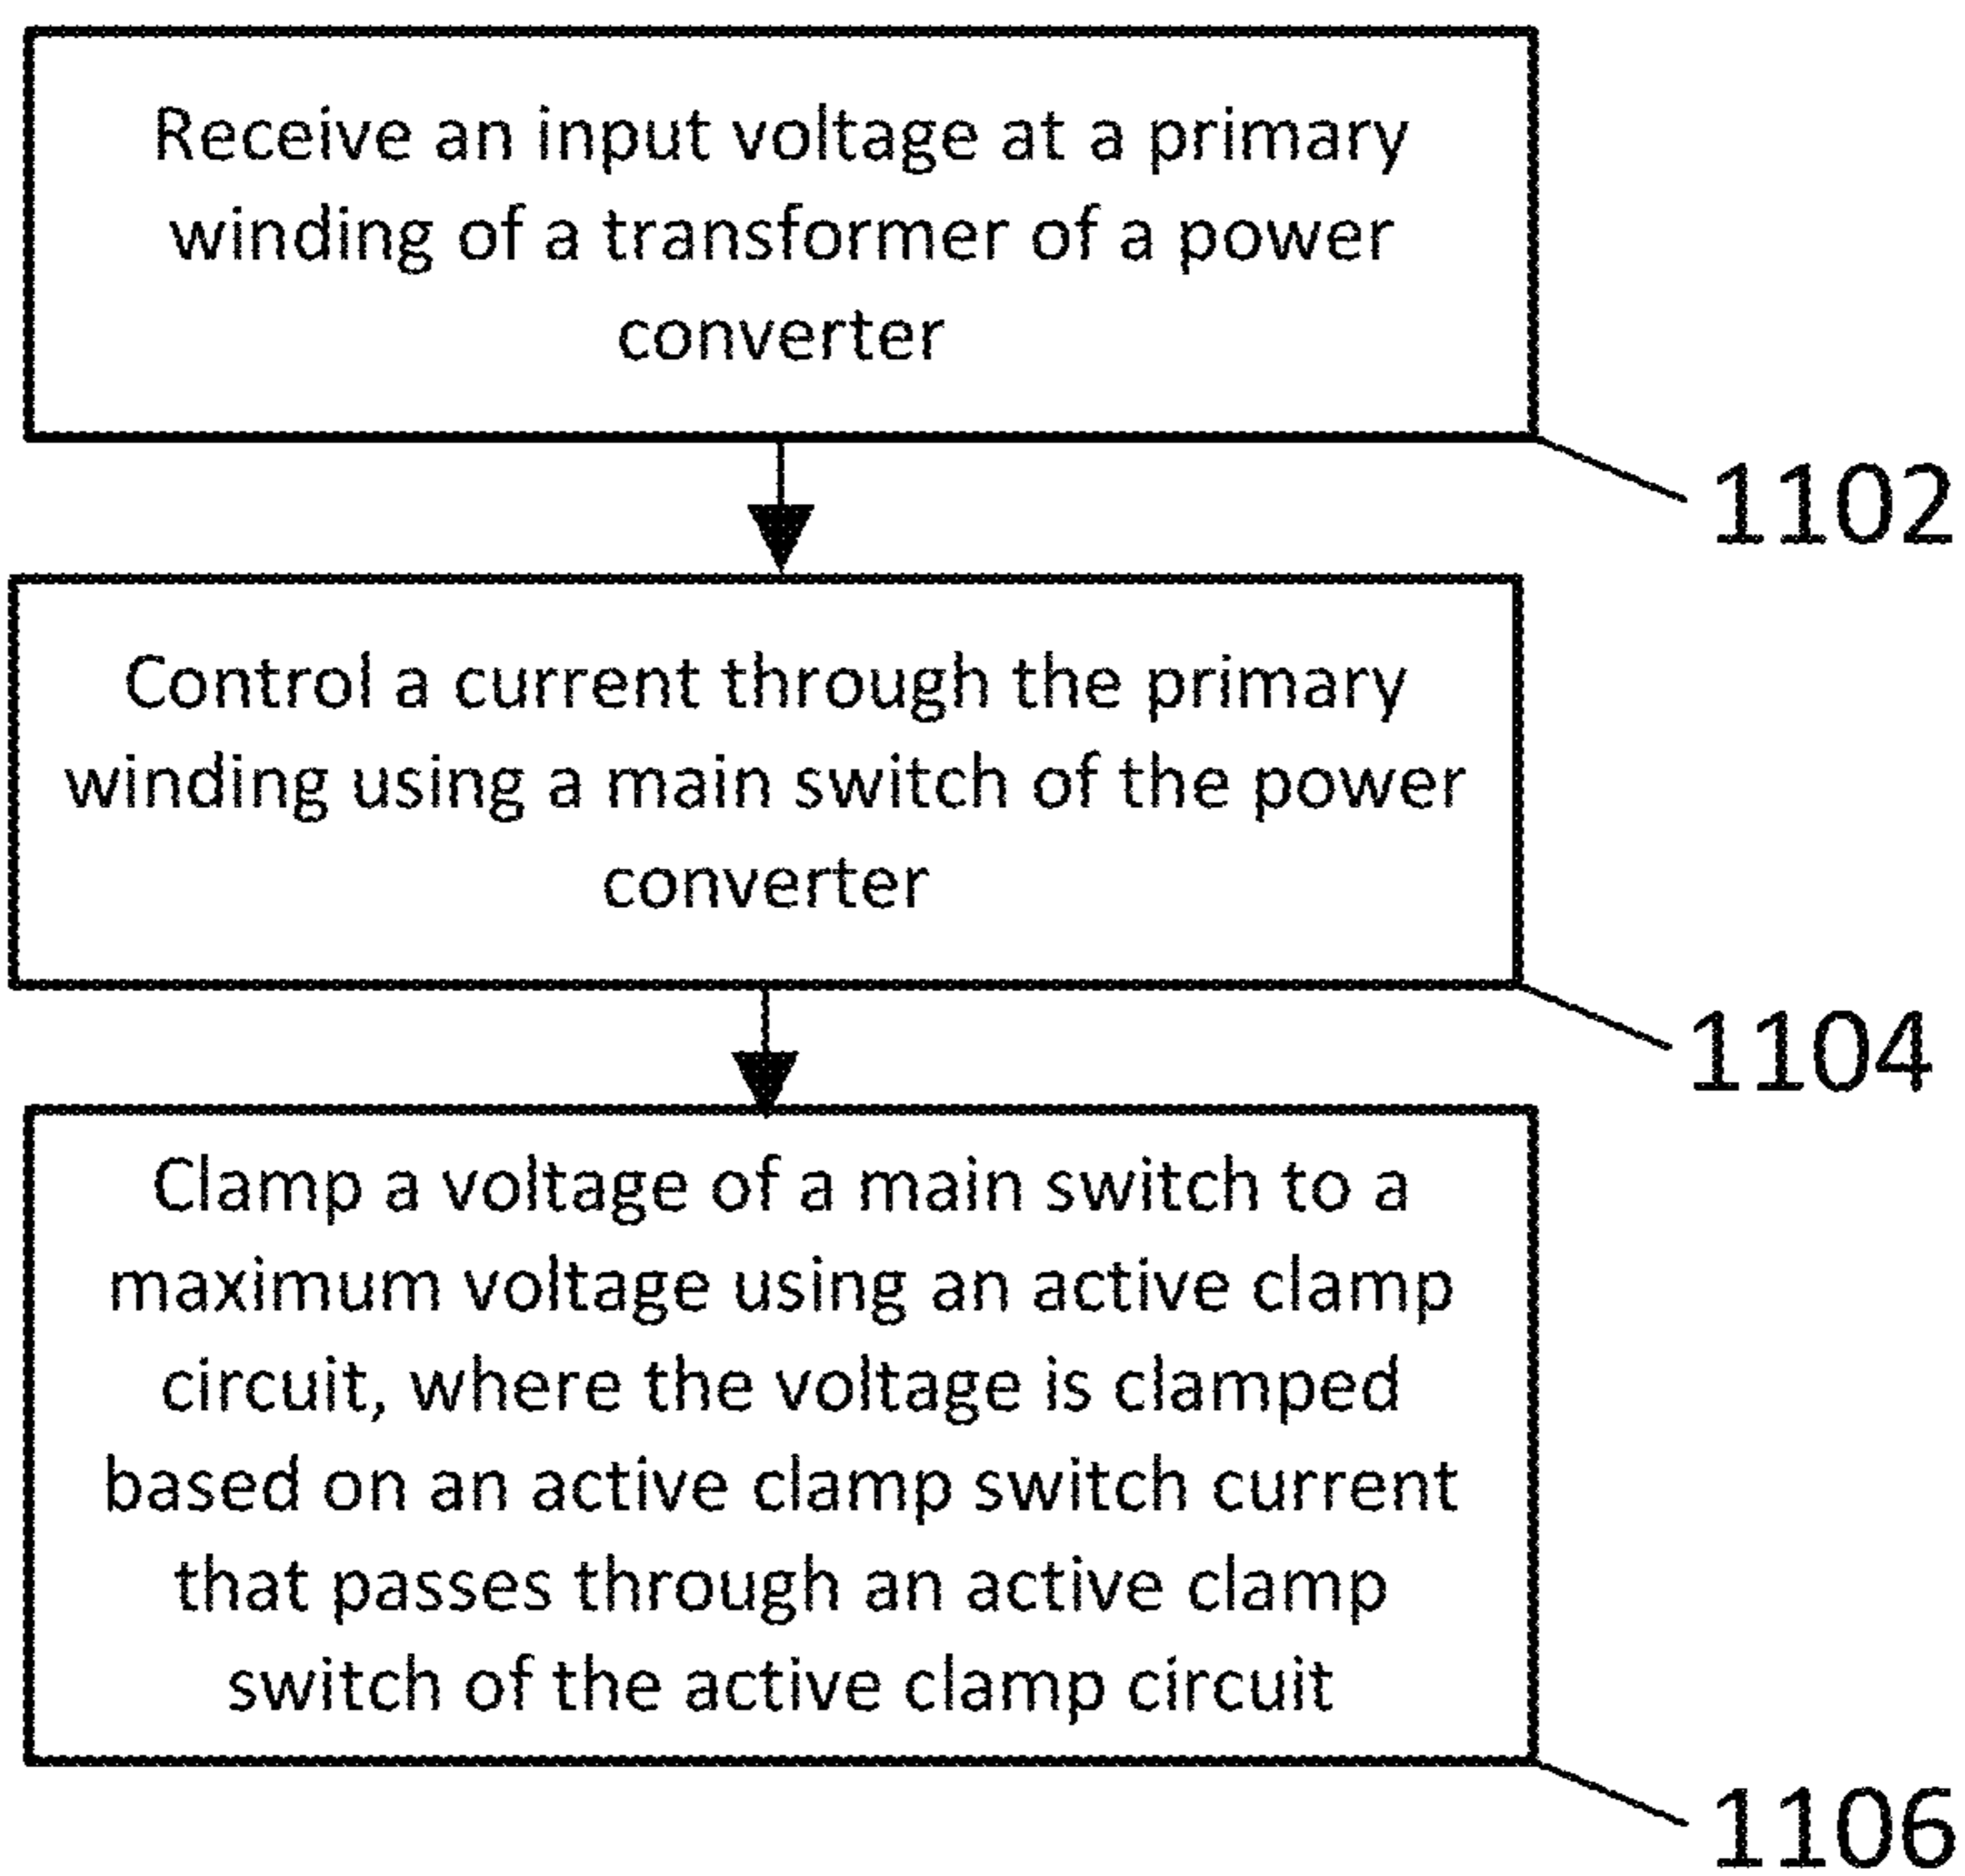 Receive an input voltage at a primary
winding of a transformer of a power
converter
1102
Control a current through the primary
winding using a main switch of the power
converter
1104
Clamp a voltage of a main switch to a
maximum voltage using an active clamp
circuit, where the voltage is clamped
based on an active clamp switch current
that passes through an active clamp
switch of the active clamp circuit
1106